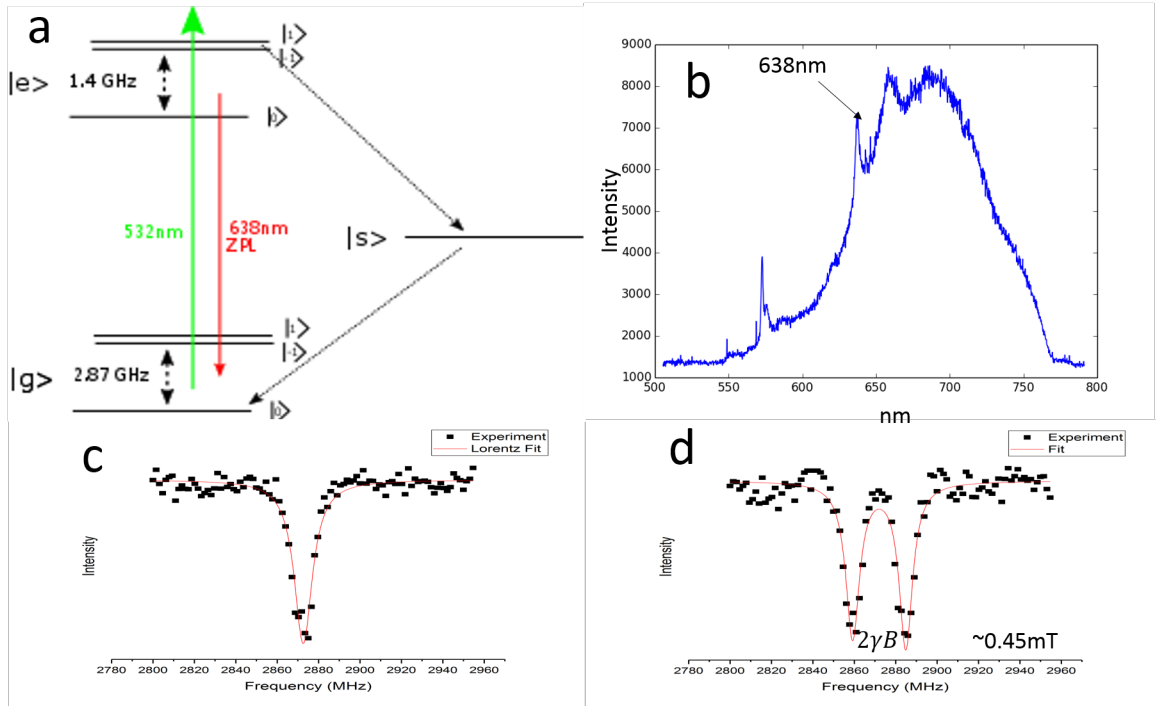 a
|1>
|-1>
|e>
1.4 GHz
|0>
532nm
638nm
ZPL
|s>
|1>
|-1>
|g>
2.87 GHz
|0>
b
638nm
9000
8000
7000
6000
5000
4000
3000
2000
1000
Intensity
500 550 600 650 700 750 800
nm
c
Experiment
Lorentz Fit
Intensity
2780 2800 2820 2840 2860 2880 2900 2920 2940 2960
Frequency (MHz)
d
Experiment
Fit
Intensity
2γB
~0.45mT
2780 2800 2820 2840 2860 2880 2900 2920 2940 2960
Frequency (MHz)